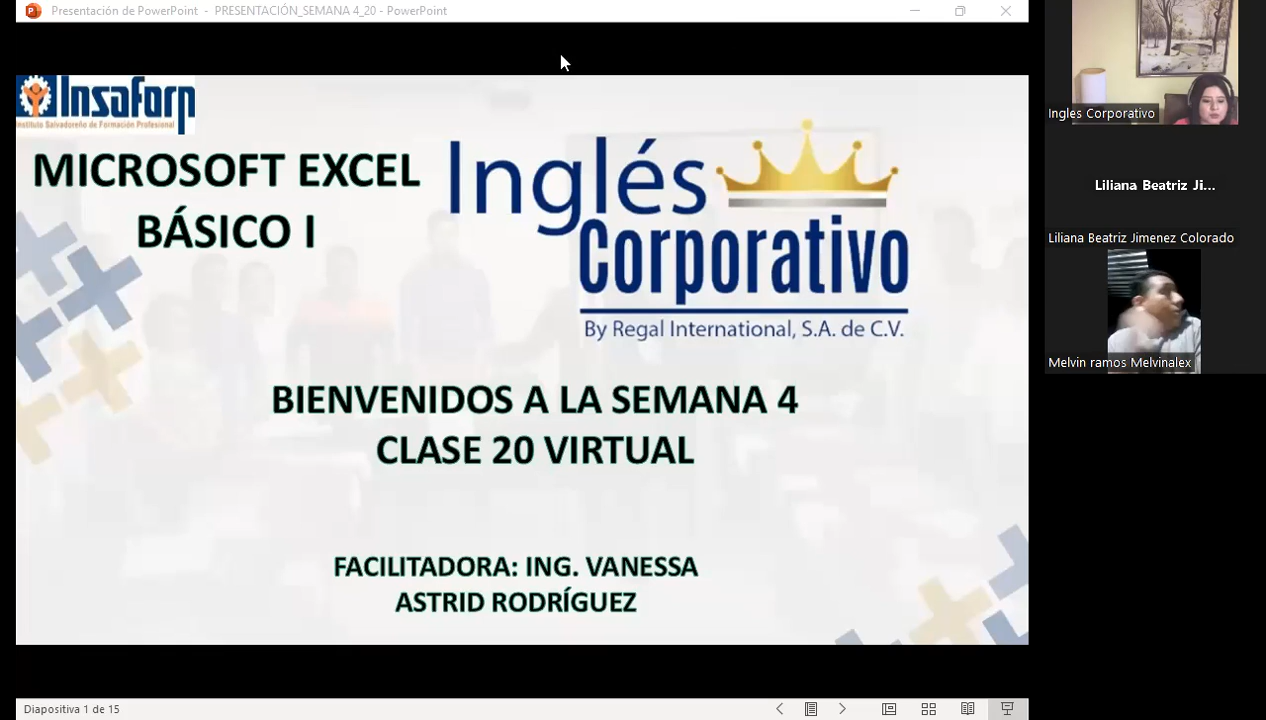 Presentación de PowerPoint - PRESENTACIÓN_SEMANA 4_20 - PowerPoint
Insaforp
Instituto Salvadoreño de Formación Profesional
MICROSOFT EXCEL
BÁSICO I
Inglés
Corporativo
By Regal International, S.A. de C.V.
BIENVENIDOS A LA SEMANA 4
CLASE 20 VIRTUAL
FACILITADORA: ING. VANESSA
ASTRID RODRÍGUEZ
Diapositiva 1 de 15
Ingles Corporativo
Liliana Beatriz Ji...
Liliana Beatriz Jimenez Colorado
Melvin ramos Melvinalex